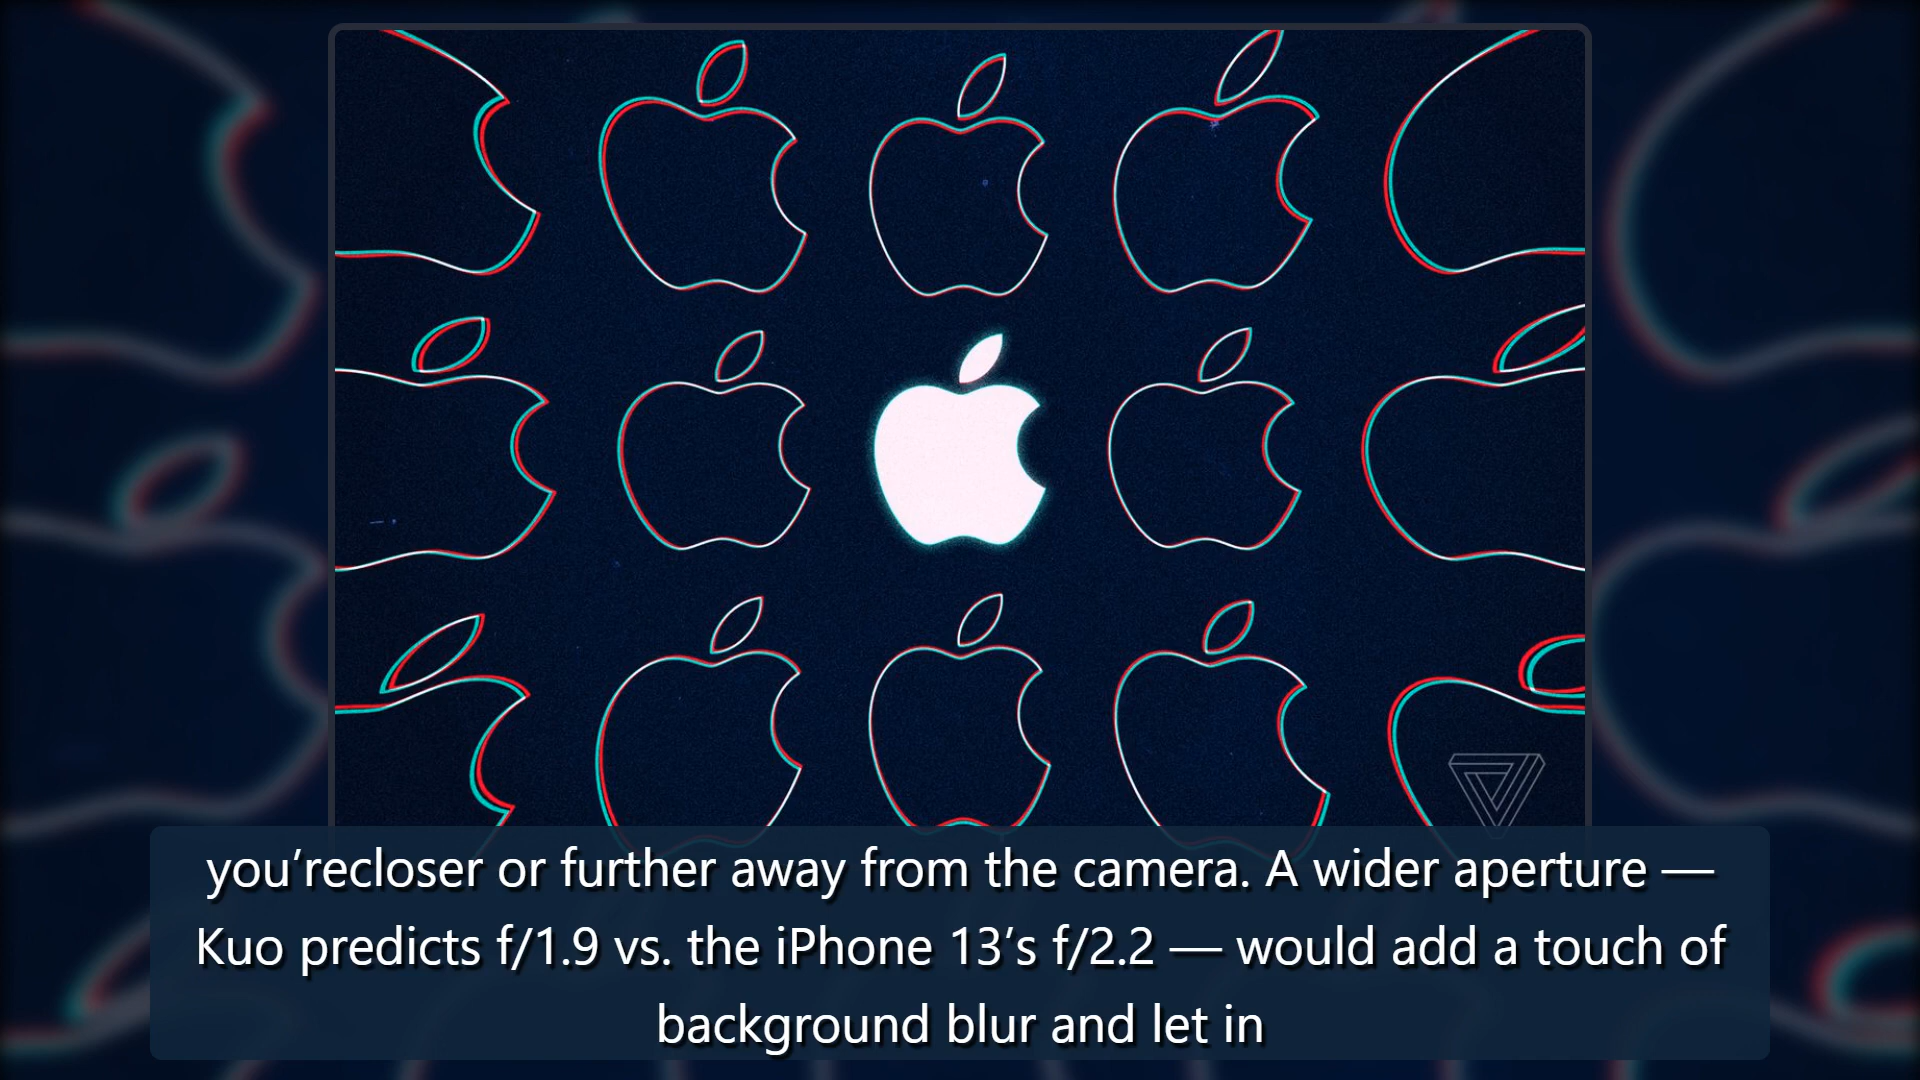 you’recloser or further away from the camera. A wider aperture —
Kuo predicts f/1.9 vs. the iPhone 13’s f/2.2 — would add a touch of
background blur and let in